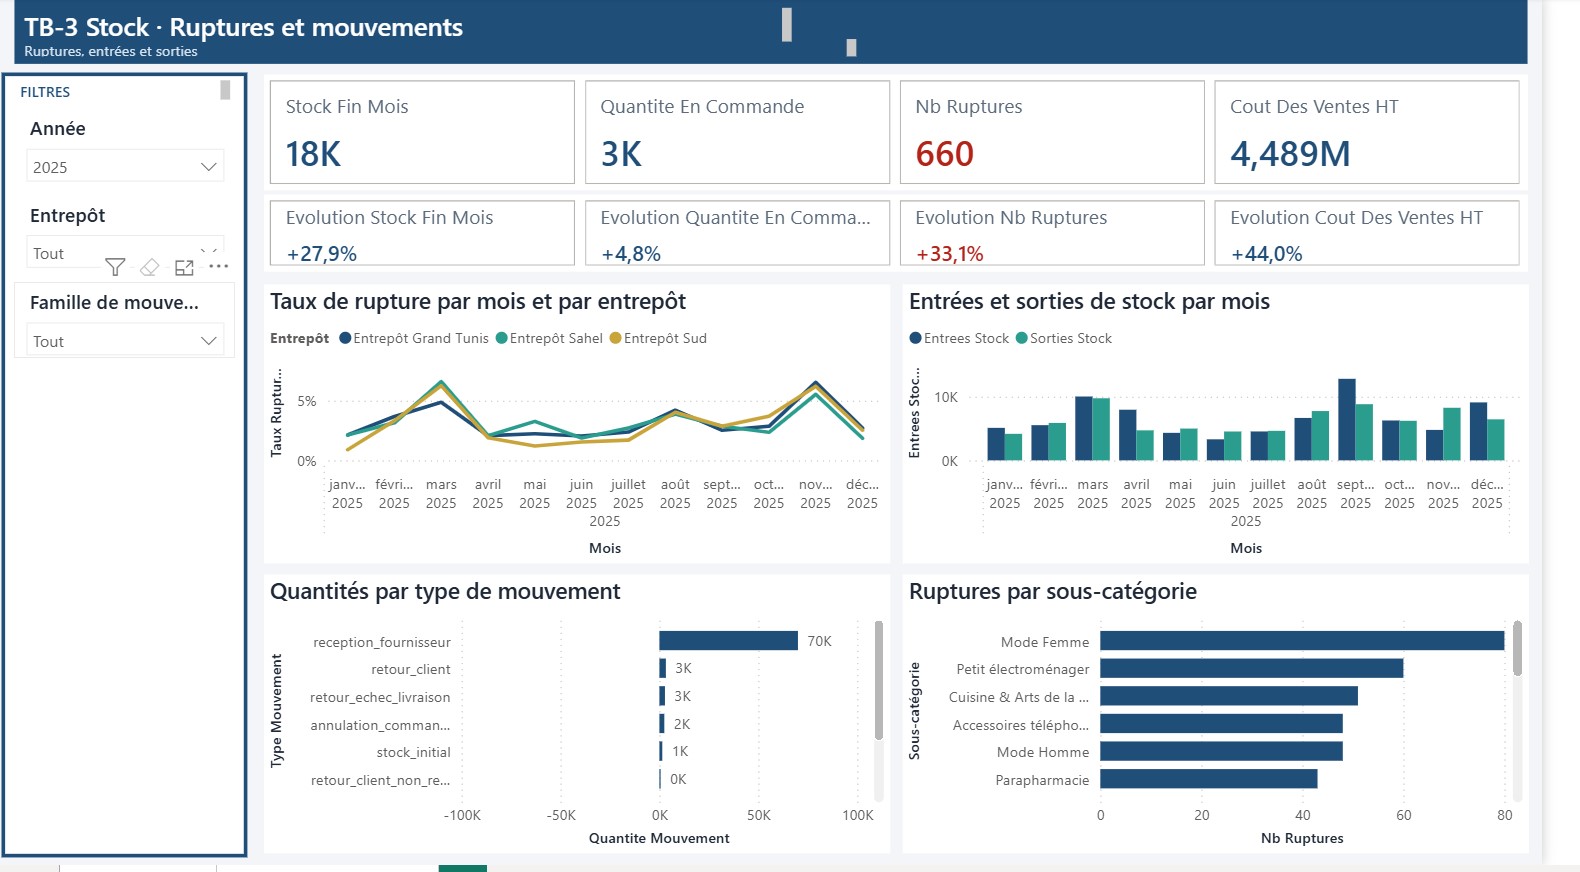 TB-3 Stock · Ruptures et mouvements
Ruptures, entrées et sorties
FILTRES
Année
2025
Entrepôt
Tout
Famille de mouve...
Tout
Stock Fin Mois
18K
Quantite En Commande
3K
Nb Ruptures
660
Cout Des Ventes HT
4,489M
Evolution Stock Fin Mois
+27,9%
Evolution Quantite En Comma...
+4,8%
Evolution Nb Ruptures
+33,1%
Evolution Cout Des Ventes HT
+44,0%
Taux de rupture par mois et par entrepôt
Entrepôt Entrepôt Grand Tunis Entrepôt Sahel Entrepôt Sud
Taux Ruptur...
5%
0%
janv... févri... mars avril mai juin juillet août sept... oct... nov... déc...
2025 2025 2025 2025 2025 2025 2025 2025 2025 2025 2025 2025
2025
Mois
Entrées et sorties de stock par mois
Entrees Stock Sorties Stock
Entrees Stoc...
10K
0K
janv... févri... mars avril mai juin juillet août sept... oct... nov... déc...
2025 2025 2025 2025 2025 2025 2025 2025 2025 2025 2025 2025
2025
Mois
Quantités par type de mouvement
Type Mouvement
reception_fournisseur 70K
retour_client 3K
retour_echec_livraison 3K
annulation_comman... 2K
stock_initial 1K
retour_client_non_re... 0K
-100K -50K 0K 50K 100K
Quantite Mouvement
Ruptures par sous-catégorie
Sous-catégorie
Mode Femme
Petit électroménager
Cuisine & Arts de la ...
Accessoires télépho...
Mode Homme
Parapharmacie
0 20 40 60 80
Nb Ruptures